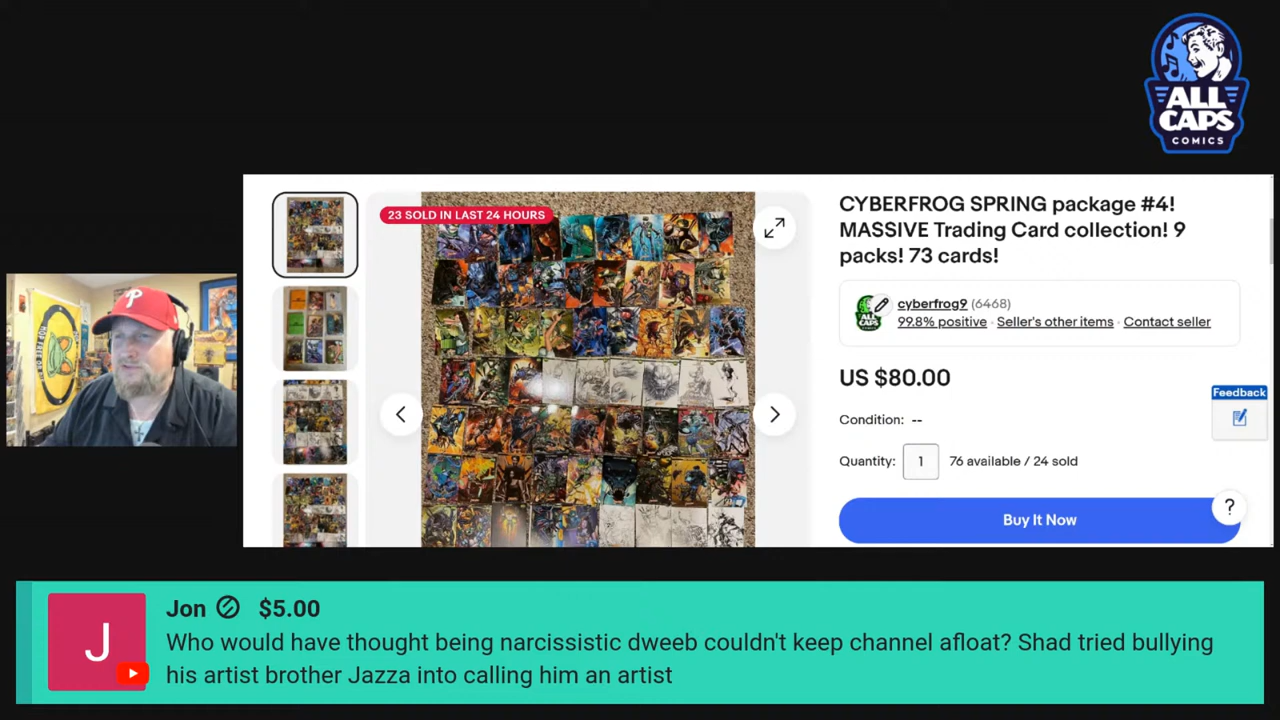 ALL
CAPS
COMICS
23 SOLD IN LAST 24 HOURS
CYBERFROG SPRING package #4!
MASSIVE Trading Card collection! 9
packs! 73 cards!
cyberfrog9 (6468)
99.8% positive · Seller's other items · Contact seller
US $80.00
Condition: --
Quantity: 1 76 available / 24 sold
Buy It Now
Feedback
?
J
Jon $5.00
Who would have thought being narcissistic dweeb couldn't keep channel afloat? Shad tried bullying
his artist brother Jazza into calling him an artist